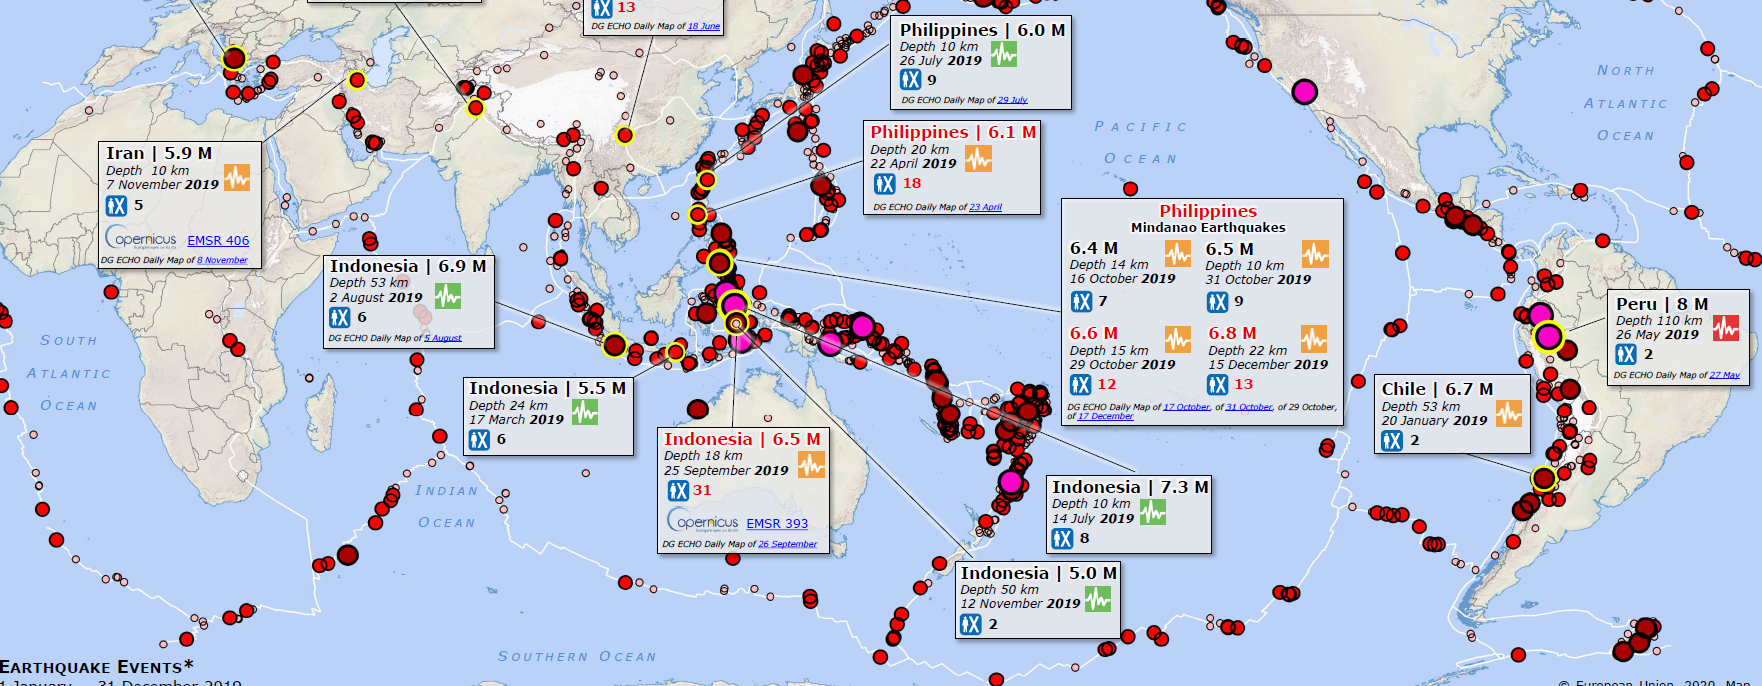 13
DG ECHO Daily Map of 18 June
Philippines | 6.0 M
Depth 10 km
26 July 2019
9
DG ECHO Daily Map of 29 July
NORTH
ATLANTIC
OCEAN
PACIFIC
OCEAN
Philippines | 6.1 M
Depth 20 km
22 April 2019
18
DG ECHO Daily Map of 23 April
Iran | 5.9 M
Depth 10 km
7 November 2019
5
Copernicus
EMSR 406
DG ECHO Daily Map of 8 November
Philippines
Mindanao Earthquakes
6.4 M
Depth 14 km
16 October 2019
7
6.5 M
Depth 10 km
31 October 2019
9
6.6 M
Depth 15 km
29 October 2019
12
6.8 M
Depth 22 km
15 December 2019
13
DG ECHO Daily Map of 17 October, of 31 October, of 29 October,
of 17 December
Indonesia | 6.9 M
Depth 53 km
2 August 2019
6
DG ECHO Daily Map of 5 August
Peru | 8 M
Depth 110 km
26 May 2019
2
DG ECHO Daily Map of 27 May
SOUTH
ATLANTIC
OCEAN
Indonesia | 5.5 M
Depth 24 km
17 March 2019
6
Chile | 6.7 M
Depth 53 km
20 January 2019
2
Indonesia | 6.5 M
Depth 18 km
25 September 2019
31
Copernicus
EMSR 393
DG ECHO Daily Map of 26 September
Indonesia | 7.3 M
Depth 10 km
14 July 2019
8
INDIAN
OCEAN
Indonesia | 5.0 M
Depth 50 km
12 November 2019
2
SOUTHERN OCEAN
EARTHQUAKE EVENTS*
1 January - 31 December 2019
© European Union, 2020. Map